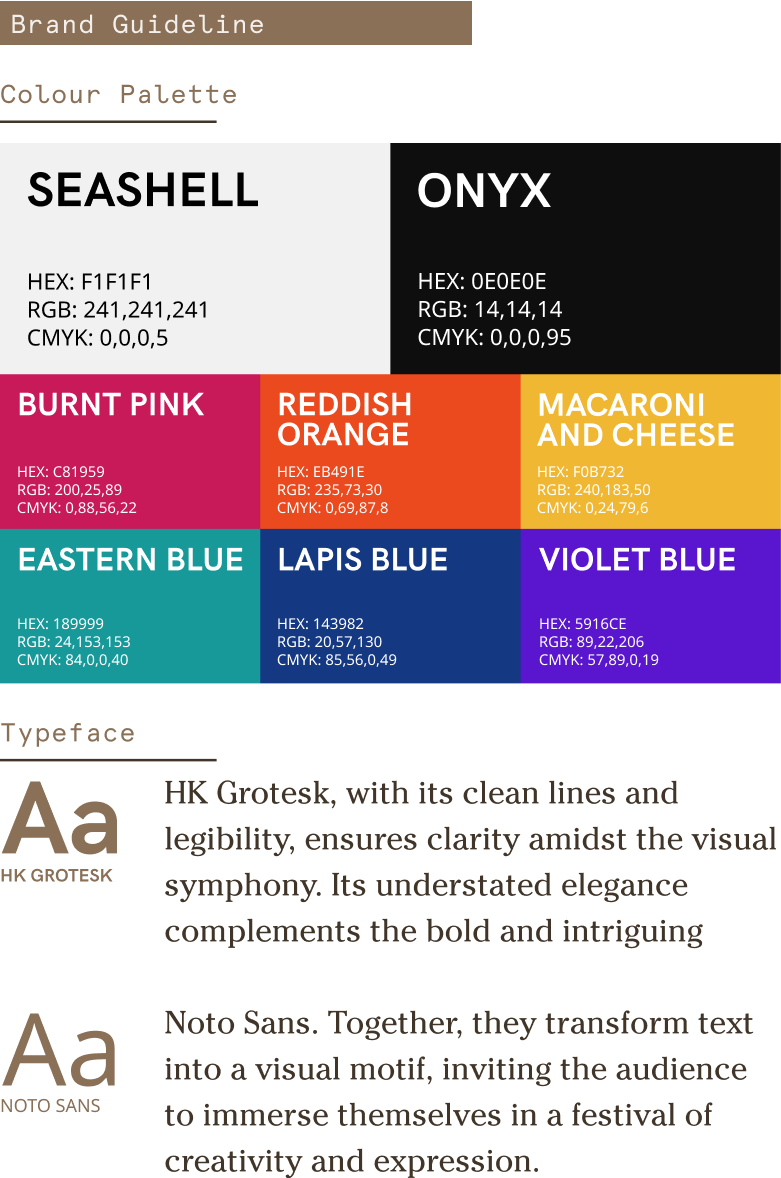 Brand Guideline
Colour Palette
SEASHELL
HEX: F1F1F1
RGB: 241,241,241
CMYK: 0,0,0,5
ONYX
HEX: 0E0E0E
RGB: 14,14,14
CMYK: 0,0,0,95
BURNT PINK
HEX: C81959
RGB: 200,25,89
CMYK: 0,88,56,22
REDDISH
ORANGE
HEX: EB491E
RGB: 235,73,30
CMYK: 0,69,87,8
MACARONI
AND CHEESE
HEX: F0B732
RGB: 240,183,50
CMYK: 0,24,79,6
EASTERN BLUE
HEX: 189999
RGB: 24,153,153
CMYK: 84,0,0,40
LAPIS BLUE
HEX: 143982
RGB: 20,57,130
CMYK: 85,56,0,49
VIOLET BLUE
HEX: 5916CE
RGB: 89,22,206
CMYK: 57,89,0,19
Typeface
Aa
HK GROTESK
HK Grotesk, with its clean lines and
legibility, ensures clarity amidst the visual
symphony. Its understated elegance
complements the bold and intriguing
Aa
NOTO SANS
Noto Sans. Together, they transform text
into a visual motif, inviting the audience
to immerse themselves in a festival of
creativity and expression.